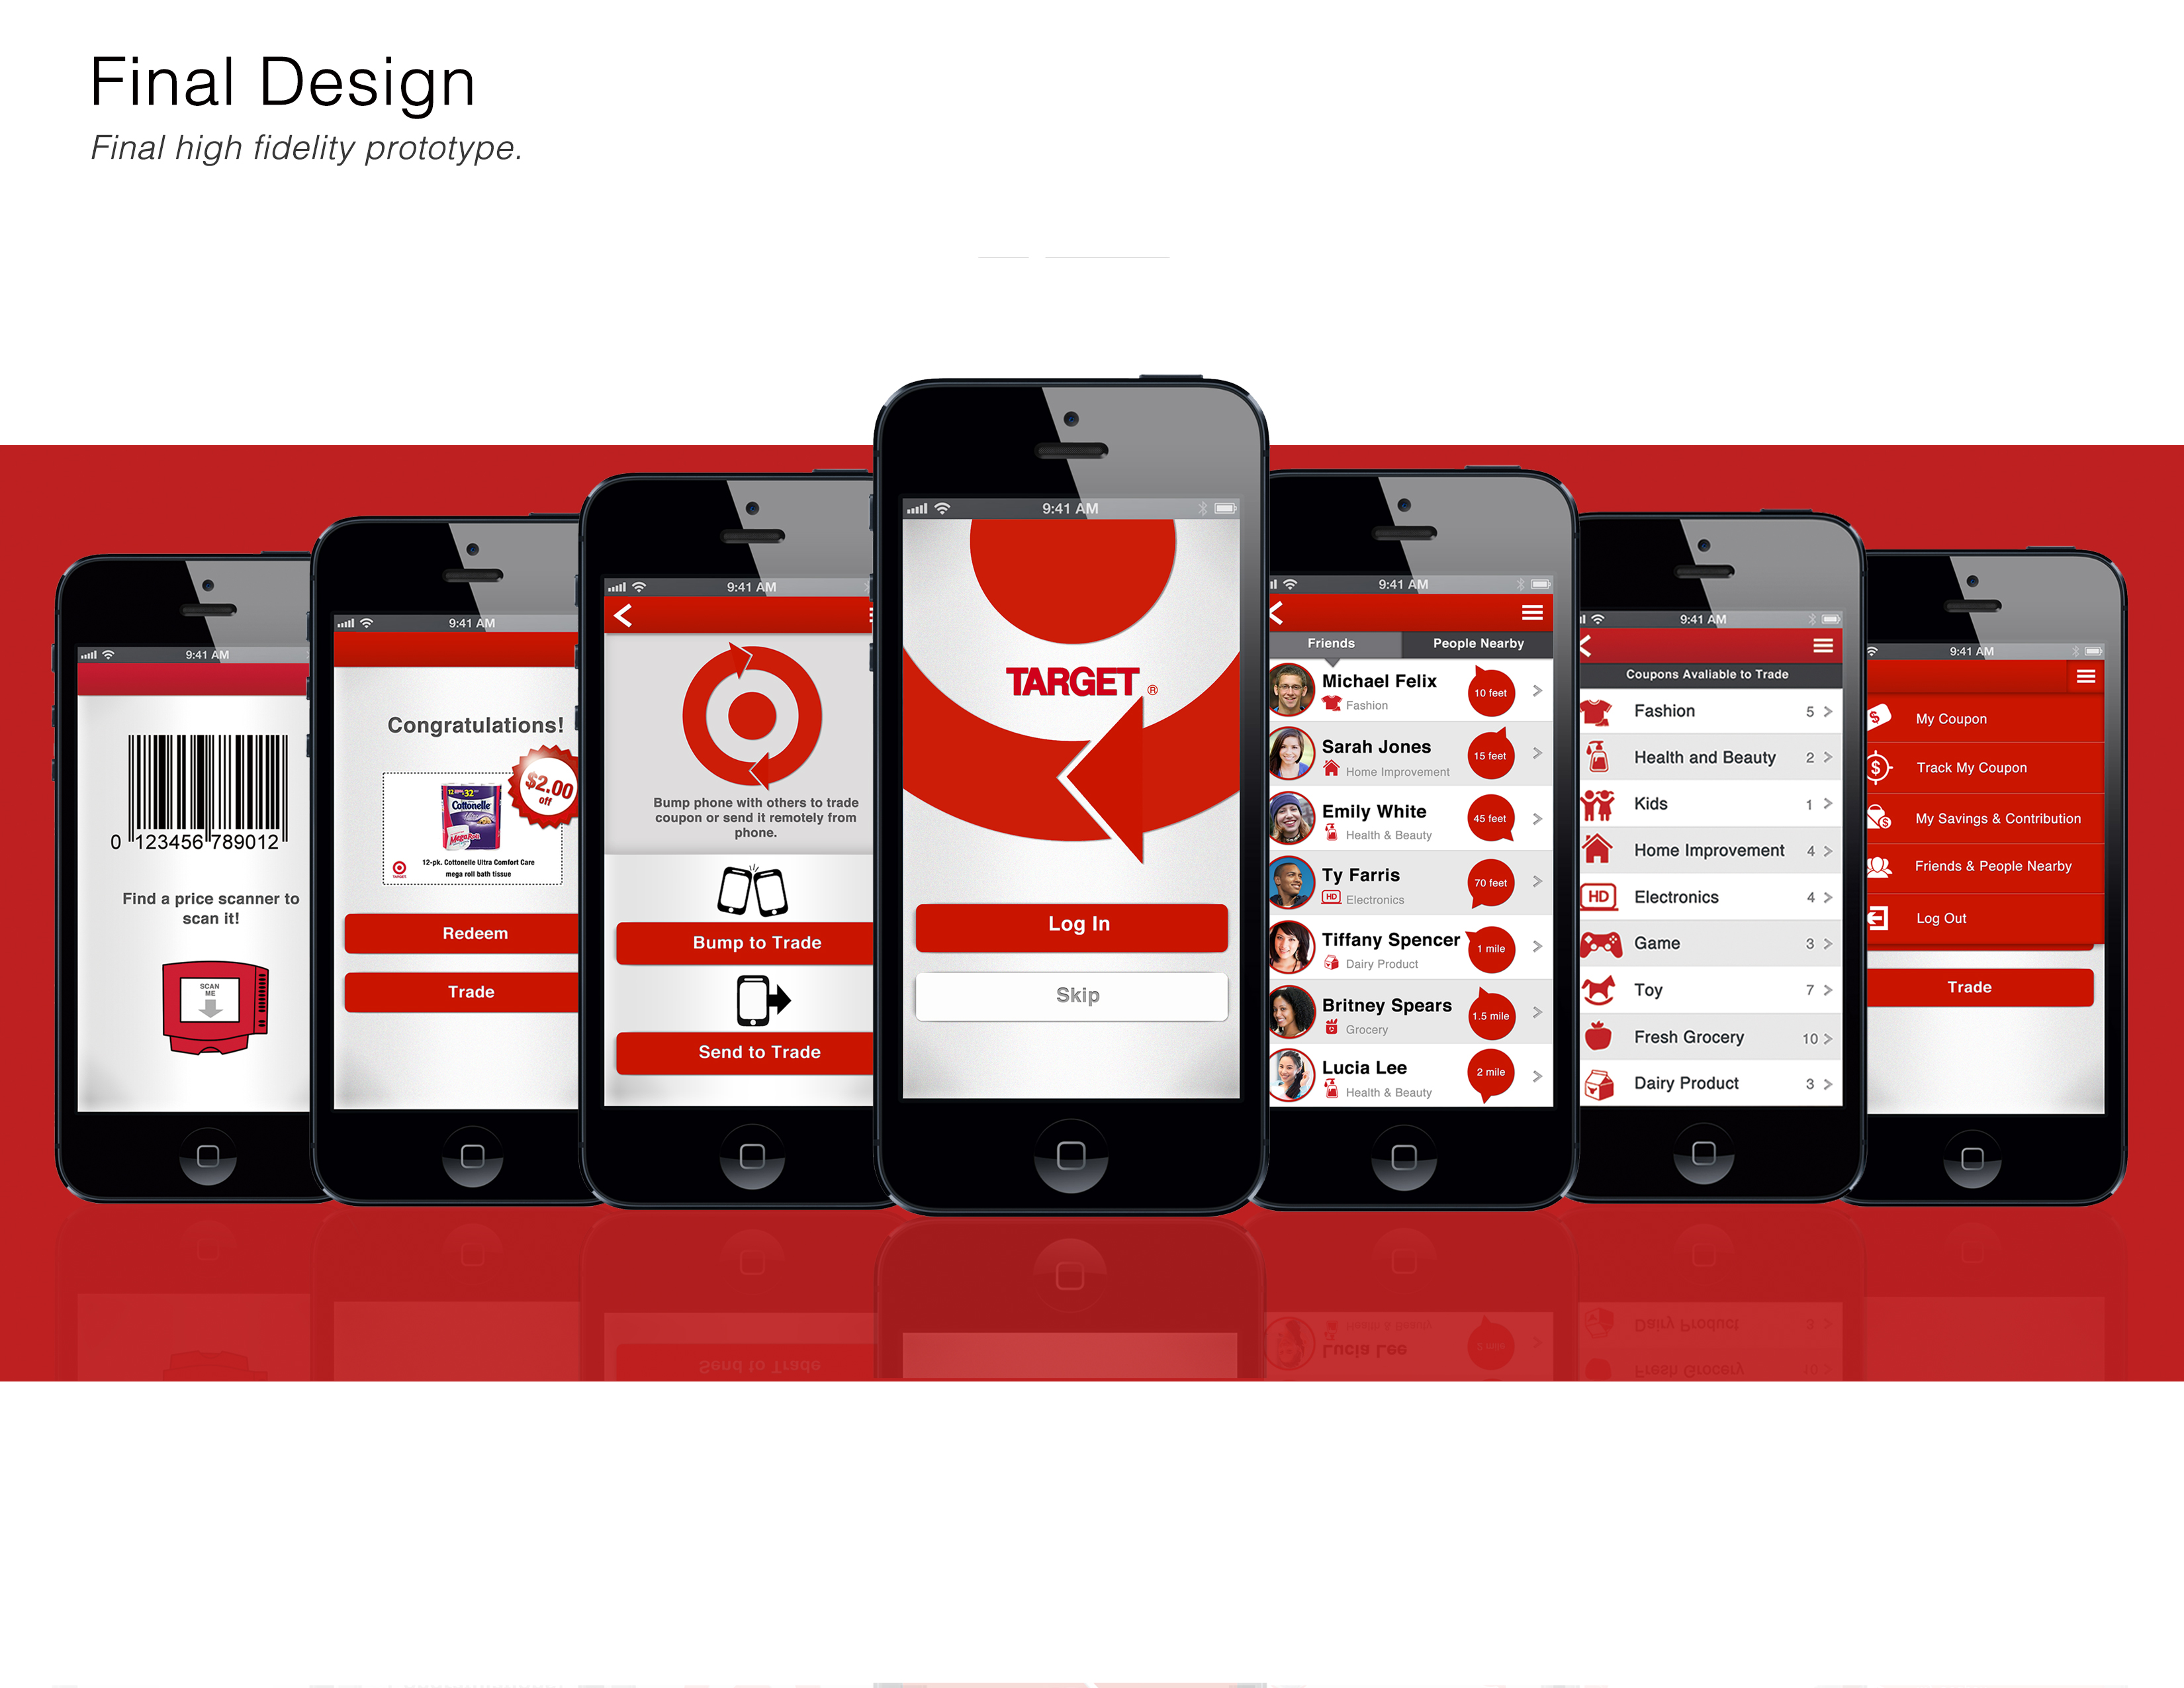 Final Design
Final high fidelity prototype.
9:41 AM
0 123456 789012
Find a price scanner to
scan it!
SCAN
ME
9:41 AM
Congratulations!
$2.00
off
12 32
Cottonelle
MegaRoll
TARGET
12-pk. Cottonelle Ultra Comfort Care
mega roll bath tissue
Redeem
Trade
9:41 AM
Bump phone with others to trade
coupon or send it remotely from
phone.
Bump to Trade
Send to Trade
9:41 AM
TARGET ®
Log In
Skip
9:41 AM
Friends People Nearby
Michael Felix
Fashion
10 feet
Sarah Jones
Home Improvement
15 feet
Emily White
Health & Beauty
45 feet
Ty Farris
HD Electronics
70 feet
Tiffany Spencer
Dairy Product
1 mile
Britney Spears
Grocery
1.5 mile
Lucia Lee
Health & Beauty
2 mile
9:41 AM
Coupons Avaliable to Trade
Fashion 5
Health and Beauty 2
Kids 1
Home Improvement 4
HD Electronics 4
Game 3
Toy 7
Fresh Grocery 10
Dairy Product 3
9:41 AM
My Coupon
Track My Coupon
My Savings & Contribution
Friends & People Nearby
Log Out
Trade